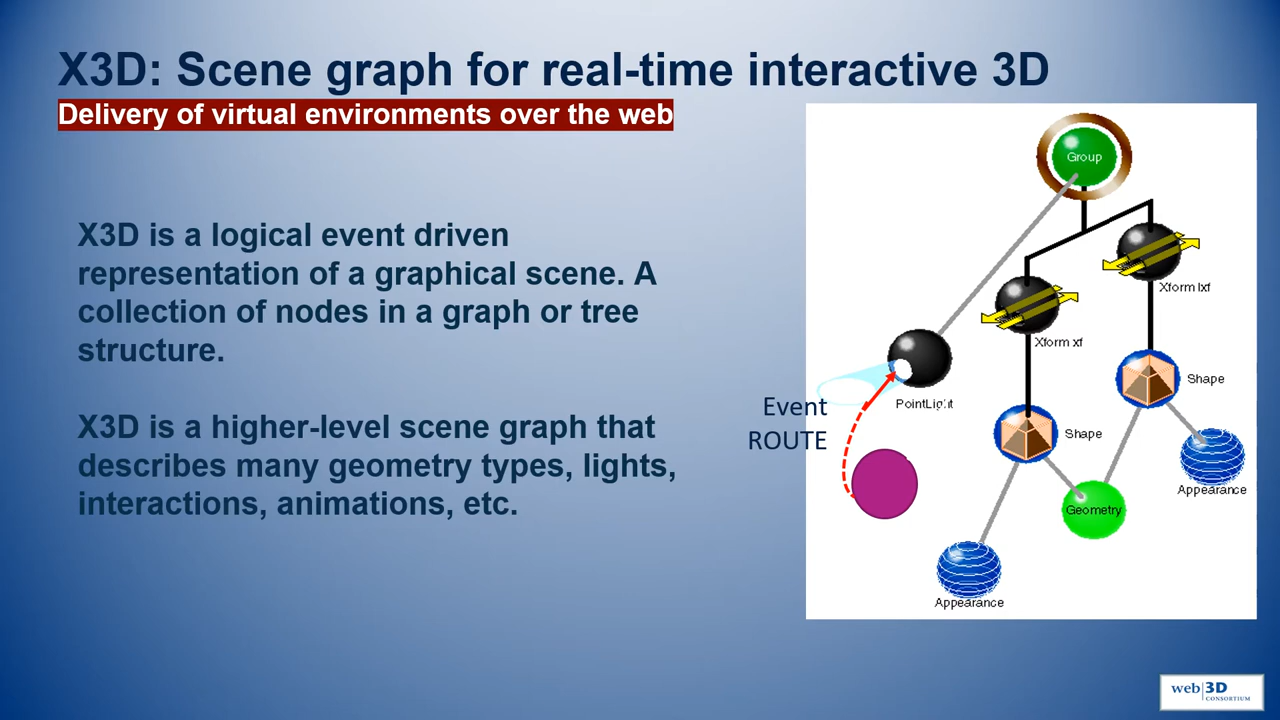 X3D: Scene graph for real-time interactive 3D
Delivery of virtual environments over the web
X3D is a logical event driven
representation of a graphical scene. A
collection of nodes in a graph or tree
structure.
X3D is a higher-level scene graph that
describes many geometry types, lights,
interactions, animations, etc.
Group
Xform lxf
Xform xf
PointLight
Event
ROUTE
Shape
Shape
Appearance
Geometry
Appearance
web 3D
CONSORTIUM